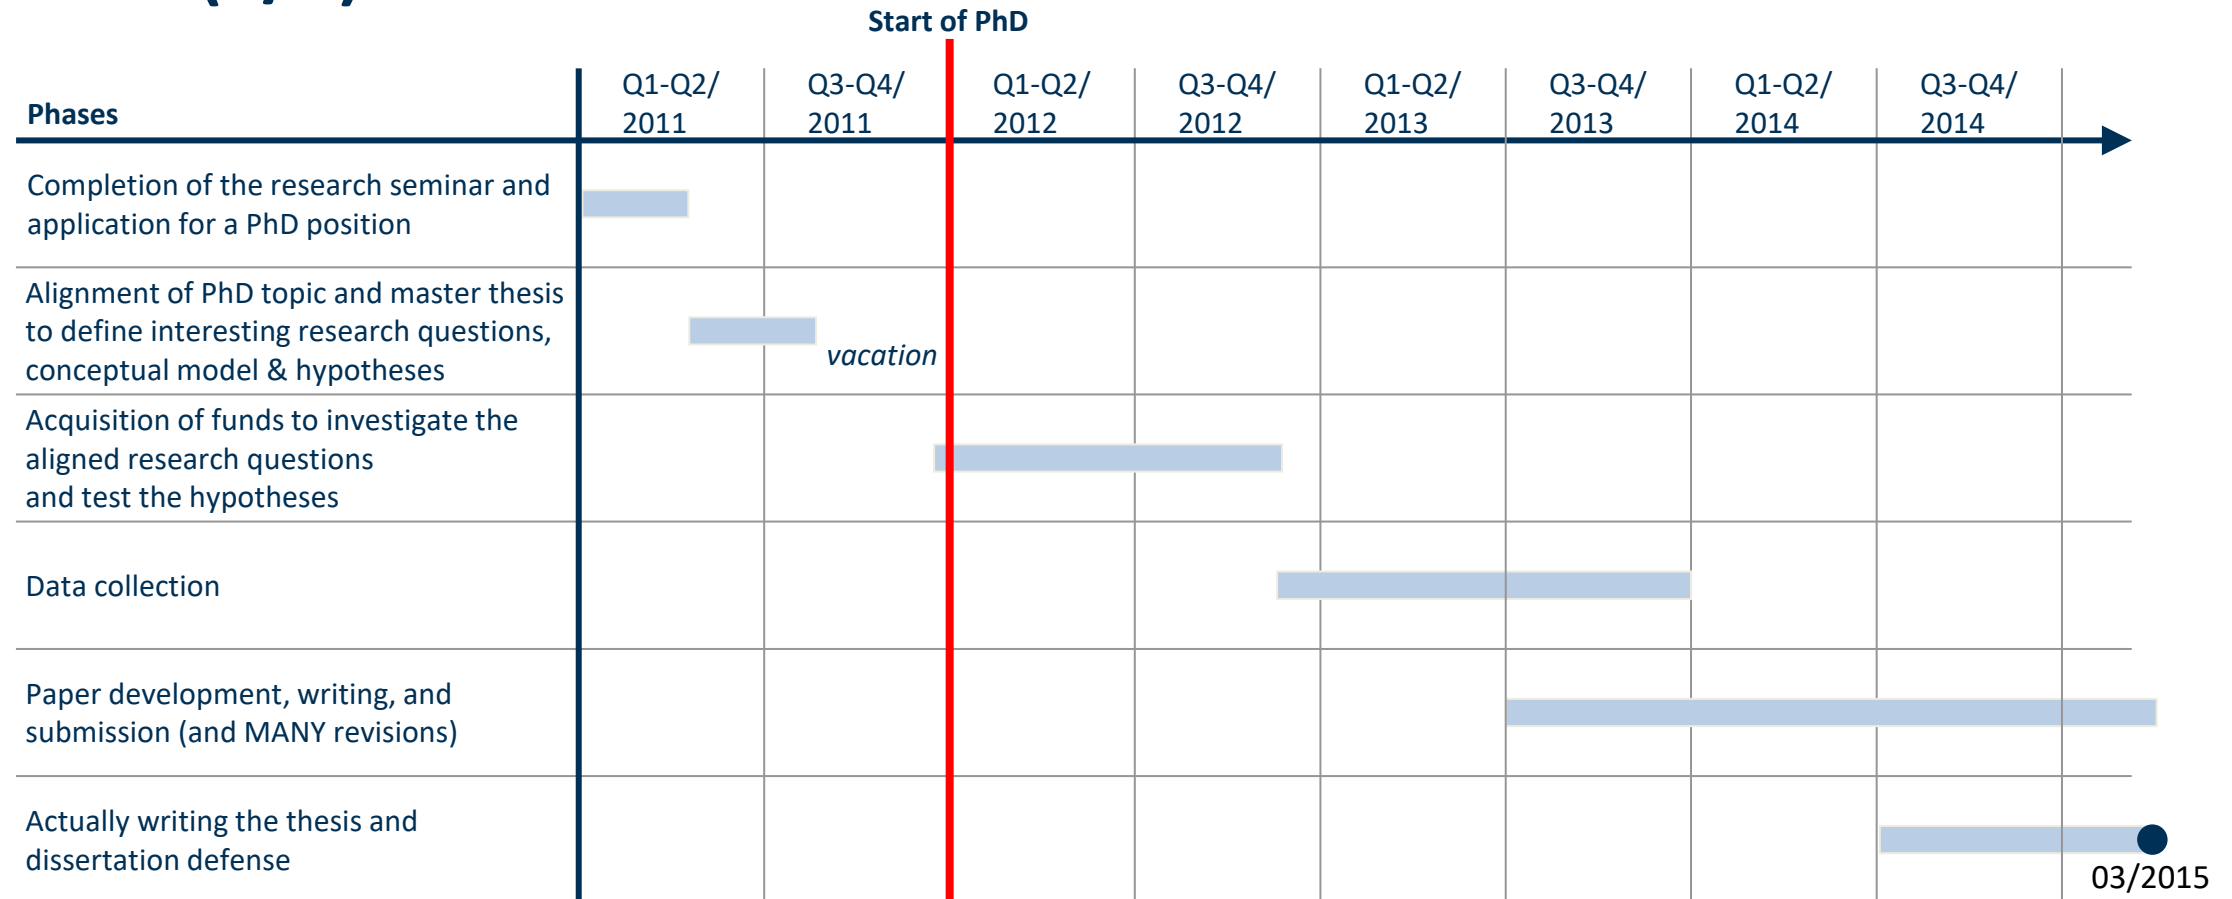 Start of PhD
Q1-Q2/
2011
Q3-Q4/
2011
Q1-Q2/
2012
Q3-Q4/
2012
Q1-Q2/
2013
Q3-Q4/
2013
Q1-Q2/
2014
Q3-Q4/
2014
Phases
Completion of the research seminar and
application for a PhD position
Alignment of PhD topic and master thesis
to define interesting research questions,
conceptual model & hypotheses
vacation
Acquisition of funds to investigate the
aligned research questions
and test the hypotheses
Data collection
Paper development, writing, and
submission (and MANY revisions)
Actually writing the thesis and
dissertation defense
03/2015